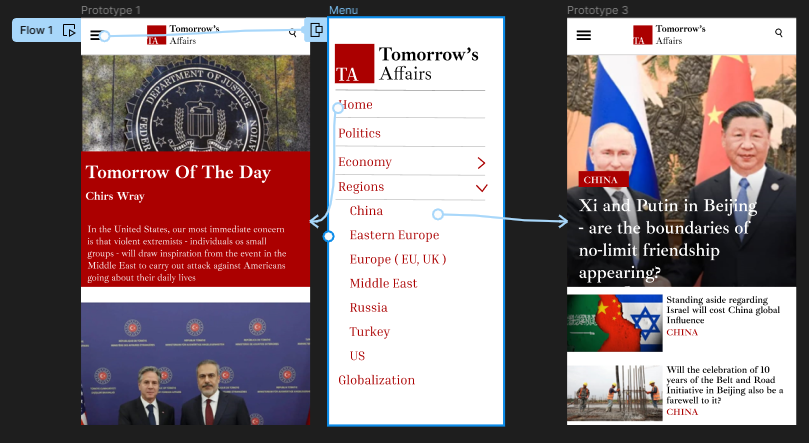 Prototype 1
Menu
Prototype 3
Flow 1
TA
Tomorrow's
Affairs
DEPARTMENT OF JUSTICE
FEDERAL
Tomorrow Of The Day
Chirs Wray
In the United States, our most immediate concern
is that violent extremists - individuals os small
groups - will draw inspiration from the event in the
Middle East to carry out attack against Americans
going about their daily lives
TA
Tomorrow's
Affairs
Home
Politics
Economy
Regions
China
Eastern Europe
Europe ( EU, UK )
Middle East
Russia
Turkey
US
Globalization
TA
Tomorrow's
Affairs
CHINA
Xi and Putin in Beijing
- are the boundaries of
no-limit friendship
appearing?
Standing aside regarding
Israel will cost China global
Influence
CHINA
Will the celebration of 10
years of the Belt and Road
Initiative in Beijing also be a
farewell to it?
CHINA